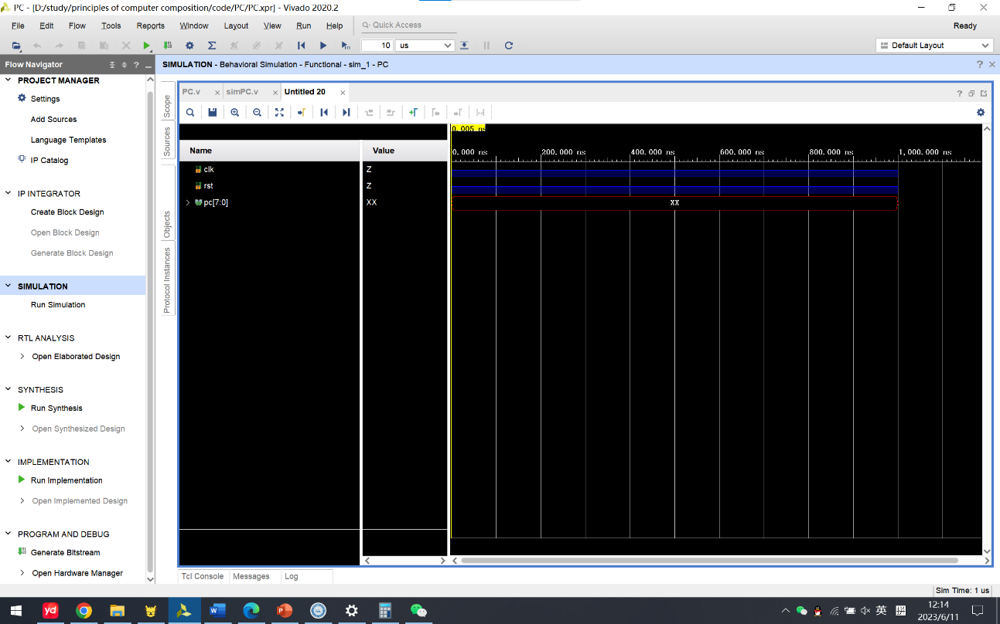 PC - [D:/study/principles of computer composition/code/PC/PC.xpr] - Vivado 2020.2
File Edit Flow Tools Reports Window Layout View Run Help Quick Access Ready
10 us Default Layout
Flow Navigator
SIMULATION - Behavioral Simulation - Functional - sim_1 - PC
PROJECT MANAGER
Settings
Add Sources
Language Templates
IP Catalog
IP INTEGRATOR
Create Block Design
Open Block Design
Generate Block Design
SIMULATION
Run Simulation
RTL ANALYSIS
Open Elaborated Design
SYNTHESIS
Run Synthesis
Open Synthesized Design
IMPLEMENTATION
Run Implementation
Open Implemented Design
PROGRAM AND DEBUG
Generate Bitstream
Open Hardware Manager
Scope
Sources
Objects
Protocol Instances
PC.v simPC.v Untitled 20
0.005 ns
Name Value
0.000 ns 200.000 ns 400.000 ns 600.000 ns 800.000 ns 1,000.000 ns
clk Z
rst Z
pc[7:0] XX XX
Tcl Console Messages Log
Sim Time: 1 us
yd
英 拼
12:14
2023/6/11